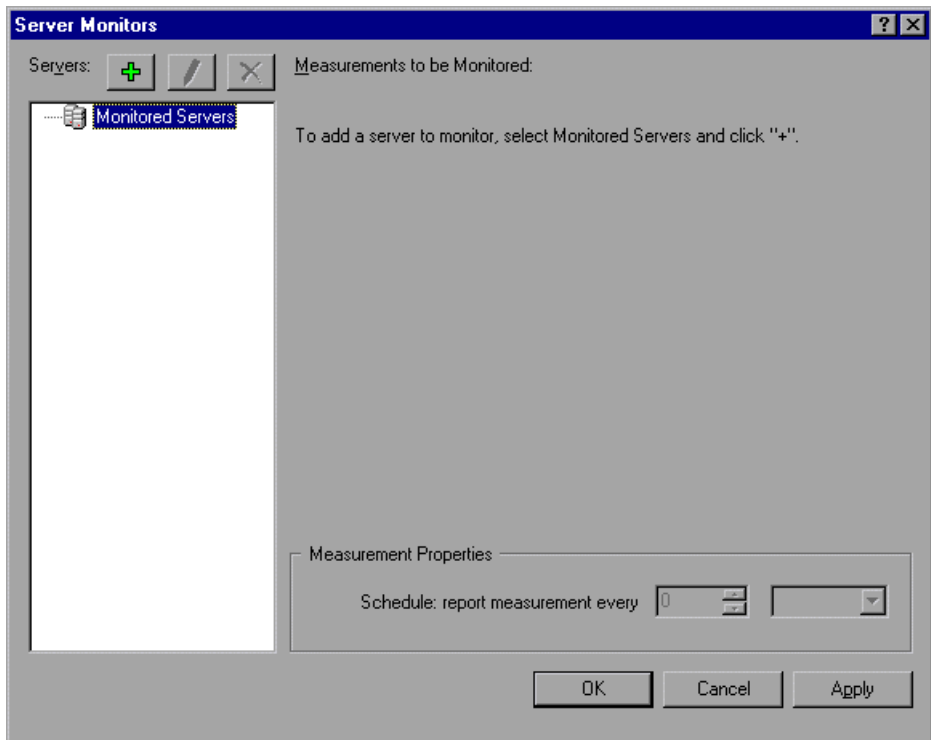 Server Monitors
Servers:
Measurements to be Monitored:
Monitored Servers
To add a server to monitor, select Monitored Servers and click "+".
Measurement Properties
Schedule: report measurement every 0
OK Cancel Apply